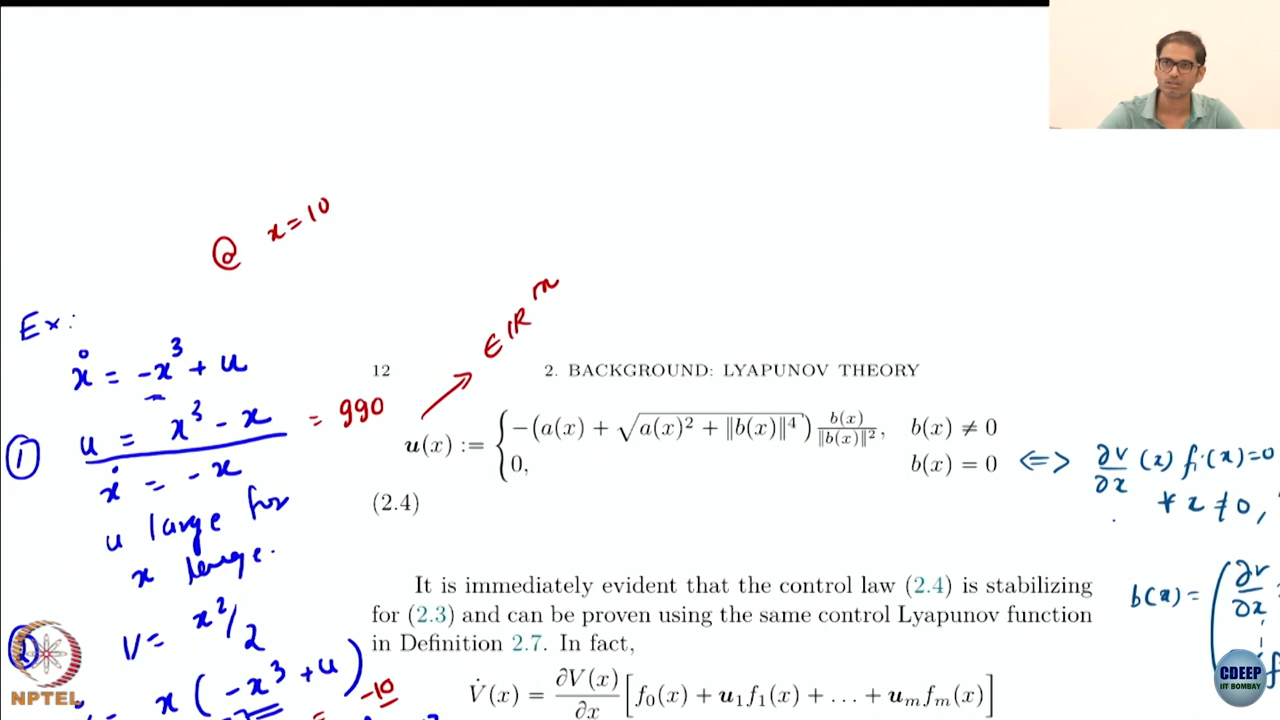 @ x = 10
Ex:
ẋ = -x³ + u
① u = x³ - x = 990
ẋ = -x
u large for
x large.
② V = x²/2
x(-x³ + u)
= -10
∈ ℝᵐ
12 2. BACKGROUND: LYAPUNOV THEORY
u(x) := { -(a(x) + √(a(x)² + ‖b(x)‖⁴)) b(x)/‖b(x)‖², b(x) ≠ 0
0, b(x) = 0
⇔ ∂V/∂x (x) fᵢ(x) = 0
∀ x ≠ 0,
(2.4)
b(x) = ( ∂V/∂x
It is immediately evident that the control law (2.4) is stabilizing
for (2.3) and can be proven using the same control Lyapunov function
in Definition 2.7. In fact,
V̇(x) = ∂V(x)/∂x [f₀(x) + u₁f₁(x) + . . . + uₘfₘ(x)]
NPTEL
CDEEP
IIT BOMBAY